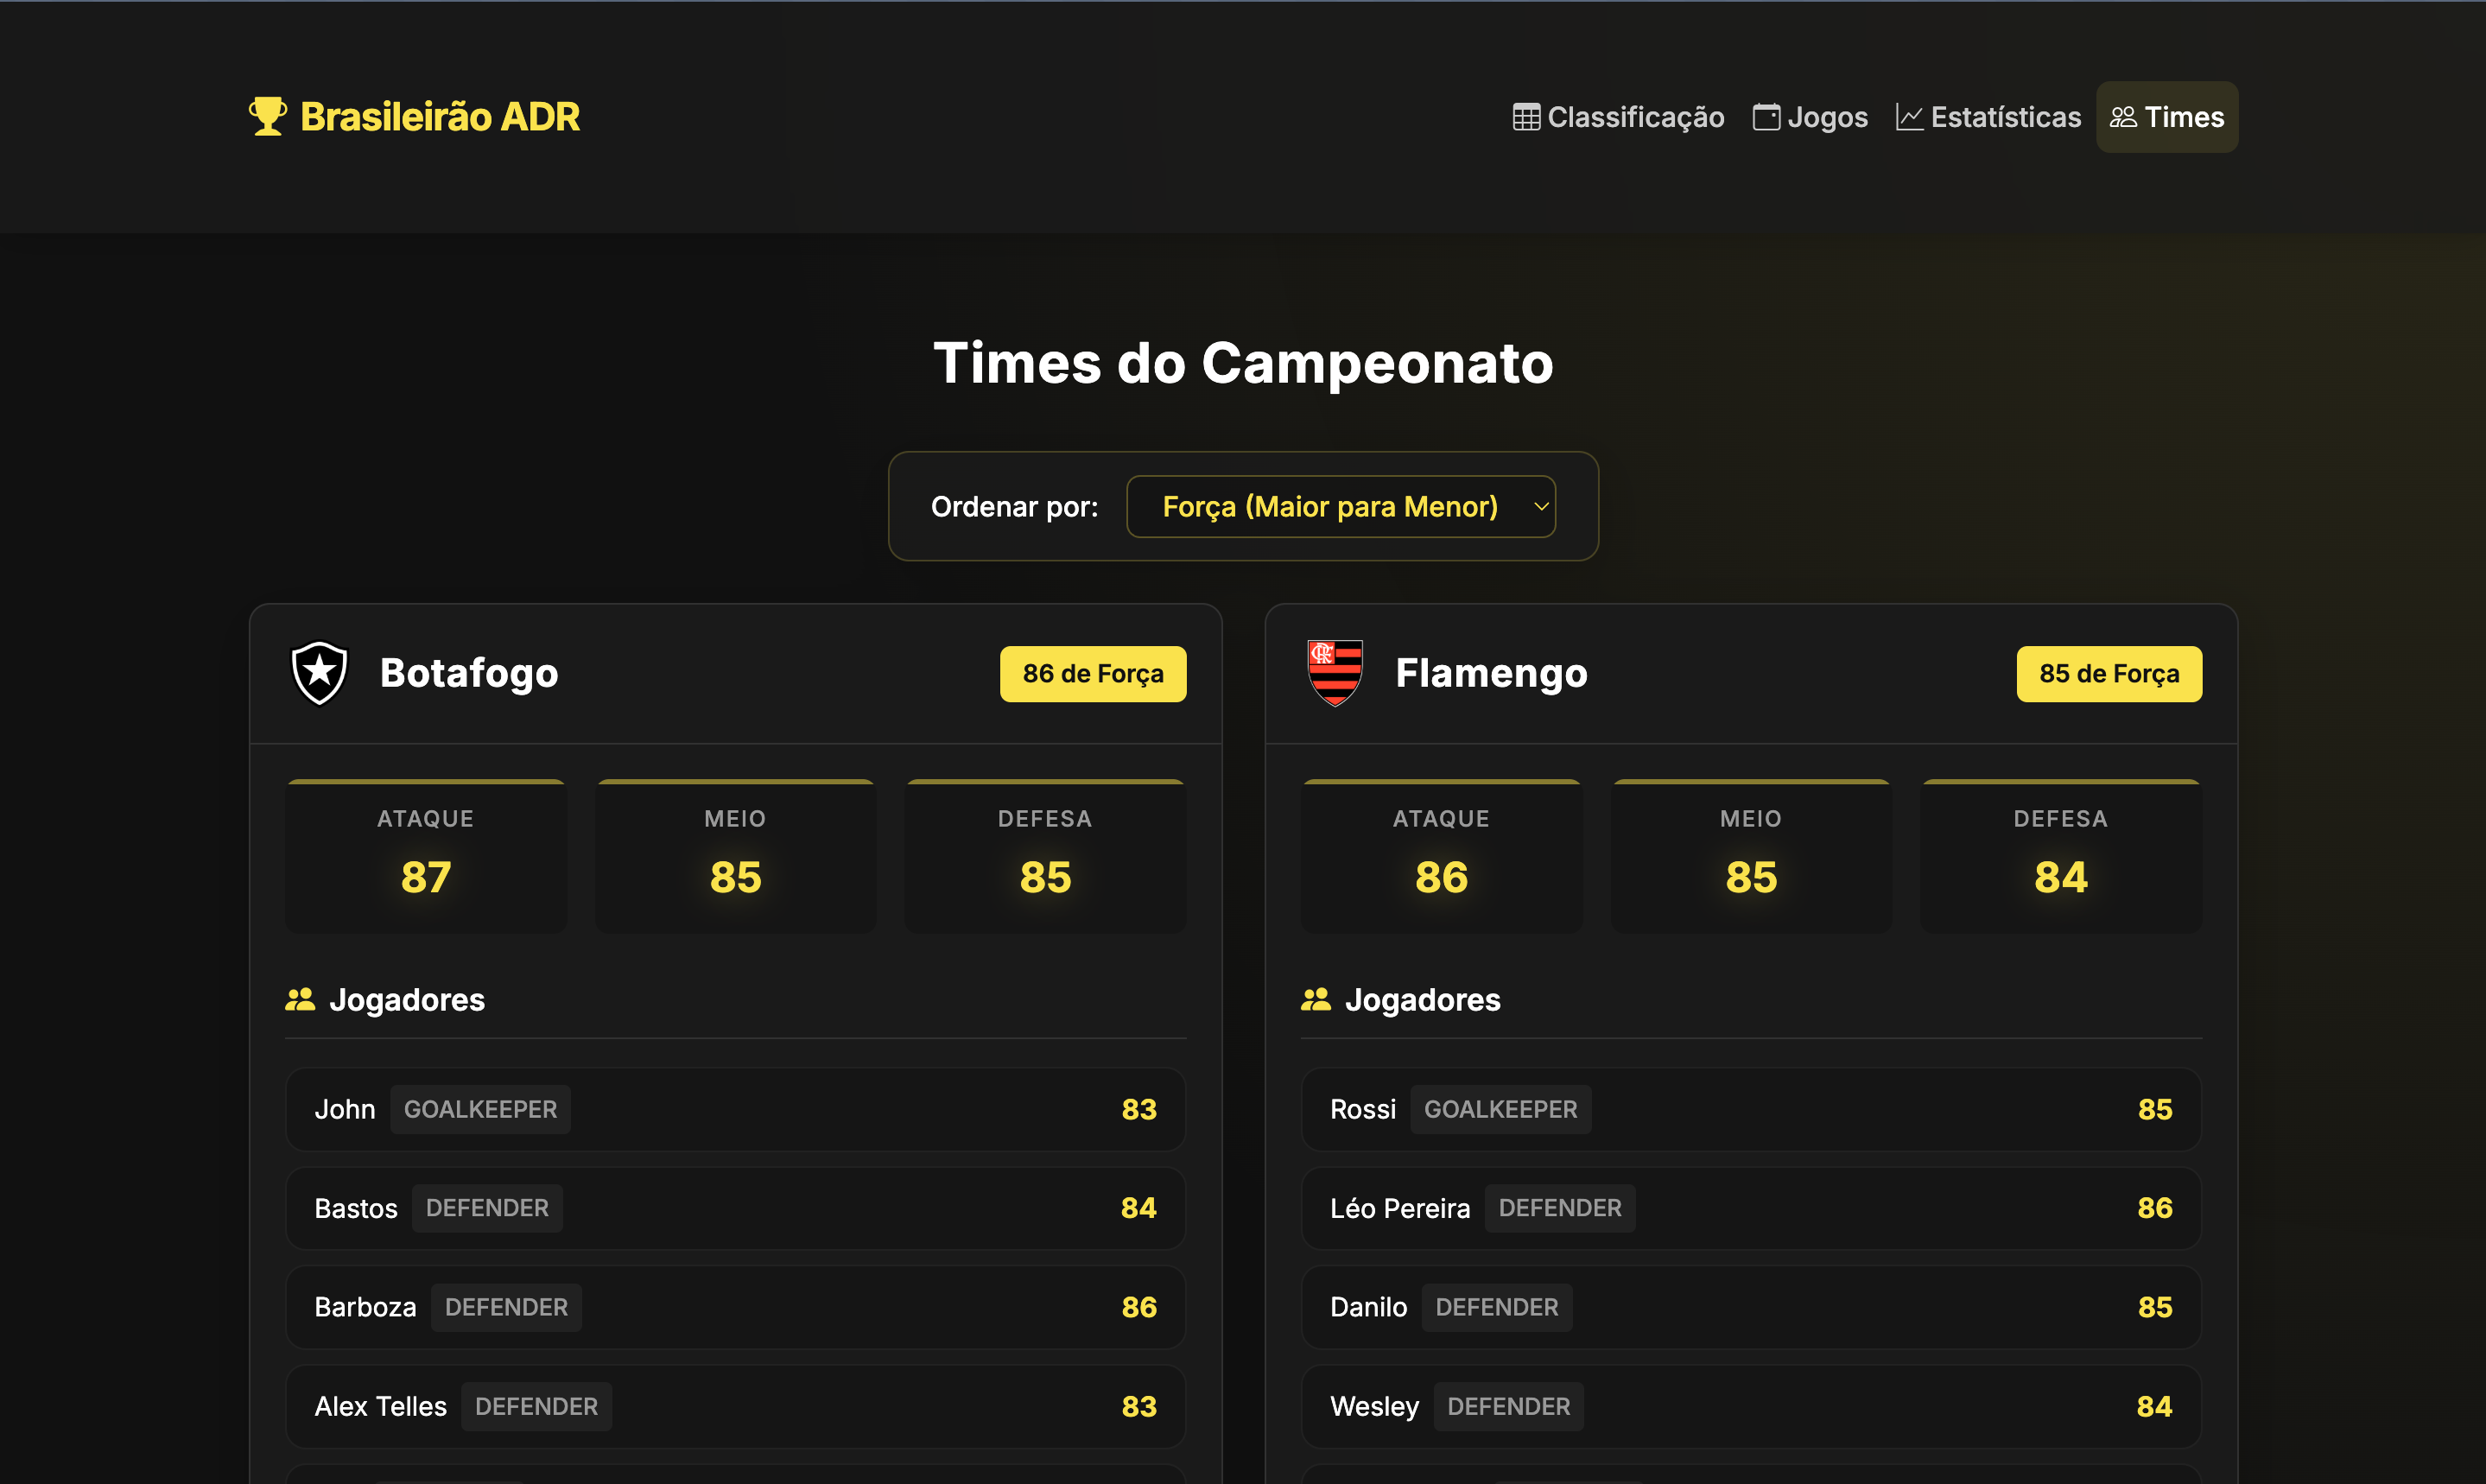 Brasileirão ADR
Classificação Jogos Estatísticas Times
Times do Campeonato
Ordenar por: Força (Maior para Menor)
Botafogo 86 de Força
ATAQUE MEIO DEFESA
87 85 85
Jogadores
John GOALKEEPER 83
Bastos DEFENDER 84
Barboza DEFENDER 86
Alex Telles DEFENDER 83
Flamengo 85 de Força
ATAQUE MEIO DEFESA
86 85 84
Jogadores
Rossi GOALKEEPER 85
Léo Pereira DEFENDER 86
Danilo DEFENDER 85
Wesley DEFENDER 84